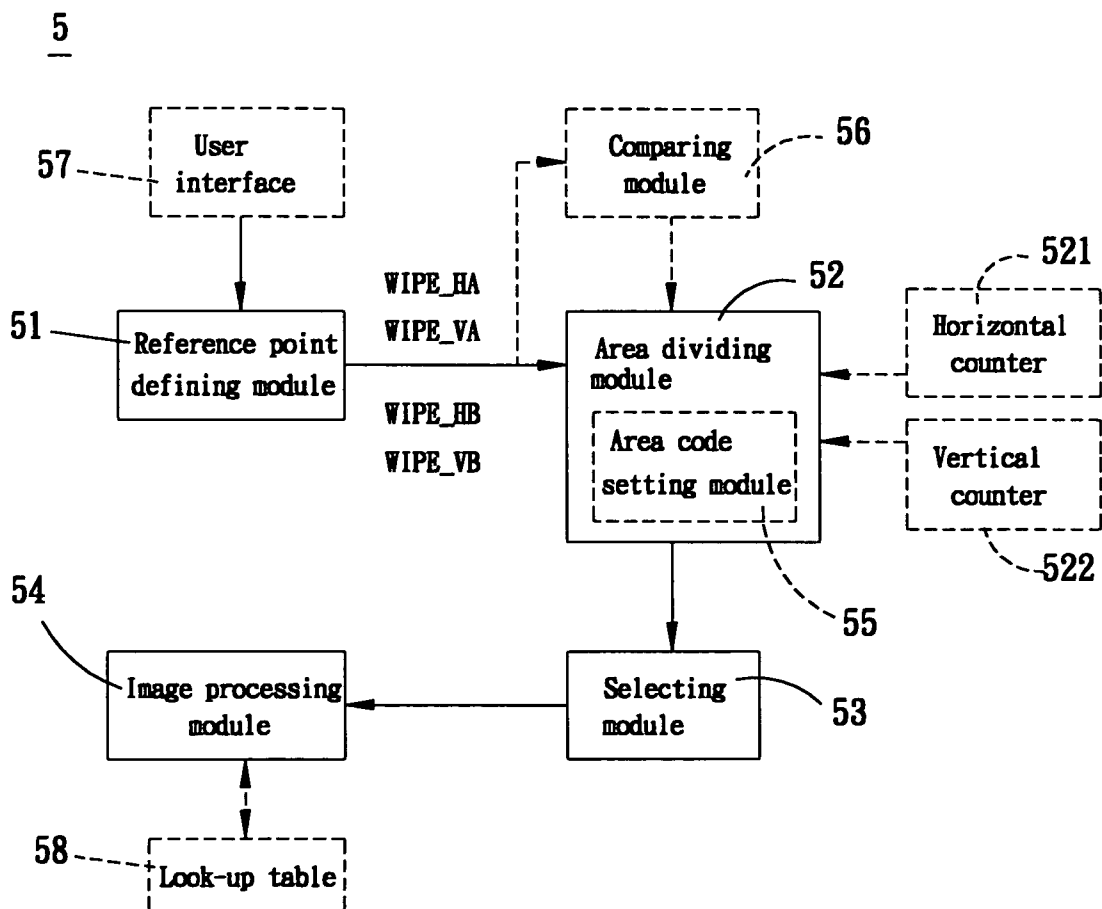 5
User
interface
57
Comparing
module
56
WIPE_HA
WIPE_VA
WIPE_HB
WIPE_VB
51
Reference point
defining module
52
Area dividing
module
Area code
setting module
55
521
Horizontal
counter
Vertical
counter
522
54
Image processing
module
Selecting
module
53
58
Look-up table